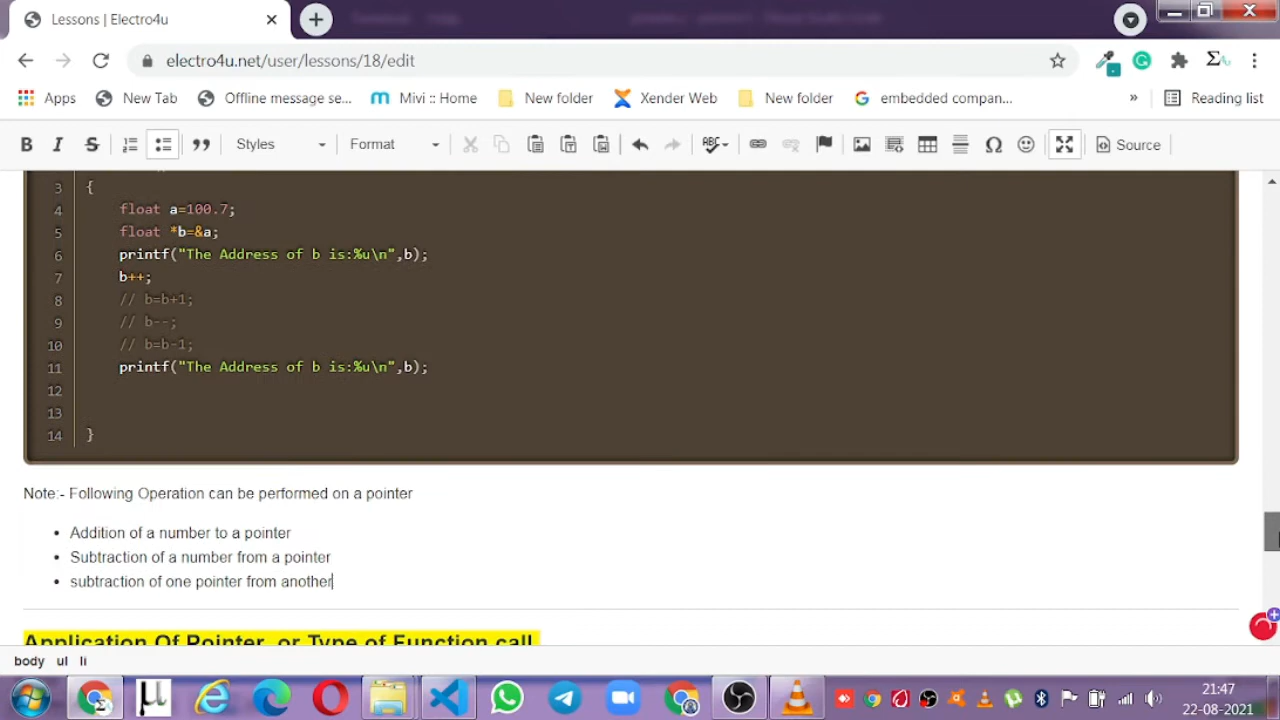 Lessons | Electro4u
electro4u.net/user/lessons/18/edit
Apps New Tab Offline message se... Mivi :: Home New folder Xender Web New folder embedded compan... » Reading list
B I S Styles Format ABC Source
3 {
4 float a=100.7;
5 float *b=&a;
6 printf("The Address of b is:%u\n",b);
7 b++;
8 // b=b+1;
9 // b--;
10 // b=b-1;
11 printf("The Address of b is:%u\n",b);
12
13
14 }
Note:- Following Operation can be performed on a pointer
• Addition of a number to a pointer
• Subtraction of a number from a pointer
• subtraction of one pointer from another
Application Of Pointer or Type of Function call
body ul li
21:47
22-08-2021